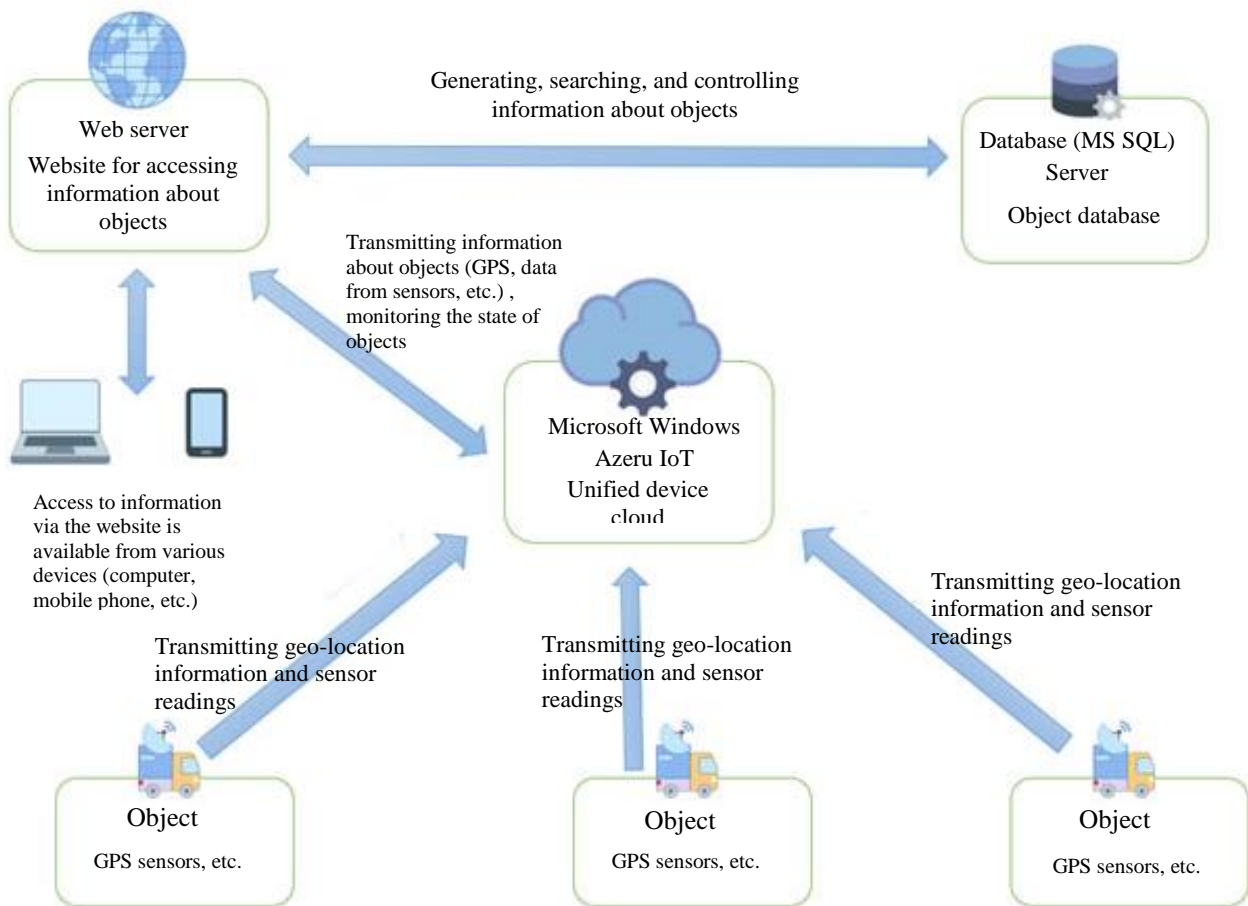 Generating, searching, and controlling
information about objects
Web server
Website for accessing
information about
objects
Database (MS SQL)
Server
Object database
Transmitting information
about objects (GPS, data
from sensors, etc.) ,
monitoring the state of
objects
Microsoft Windows
Azeru IoT
Unified device
cloud
Access to information
via the website is
available from various
devices (computer,
mobile phone, etc.)
Transmitting geo-location
information and sensor
readings
Transmitting geo-location
information and sensor
readings
Transmitting geo-location
information and sensor
readings
Object
GPS sensors, etc.
Object
GPS sensors, etc.
Object
GPS sensors, etc.